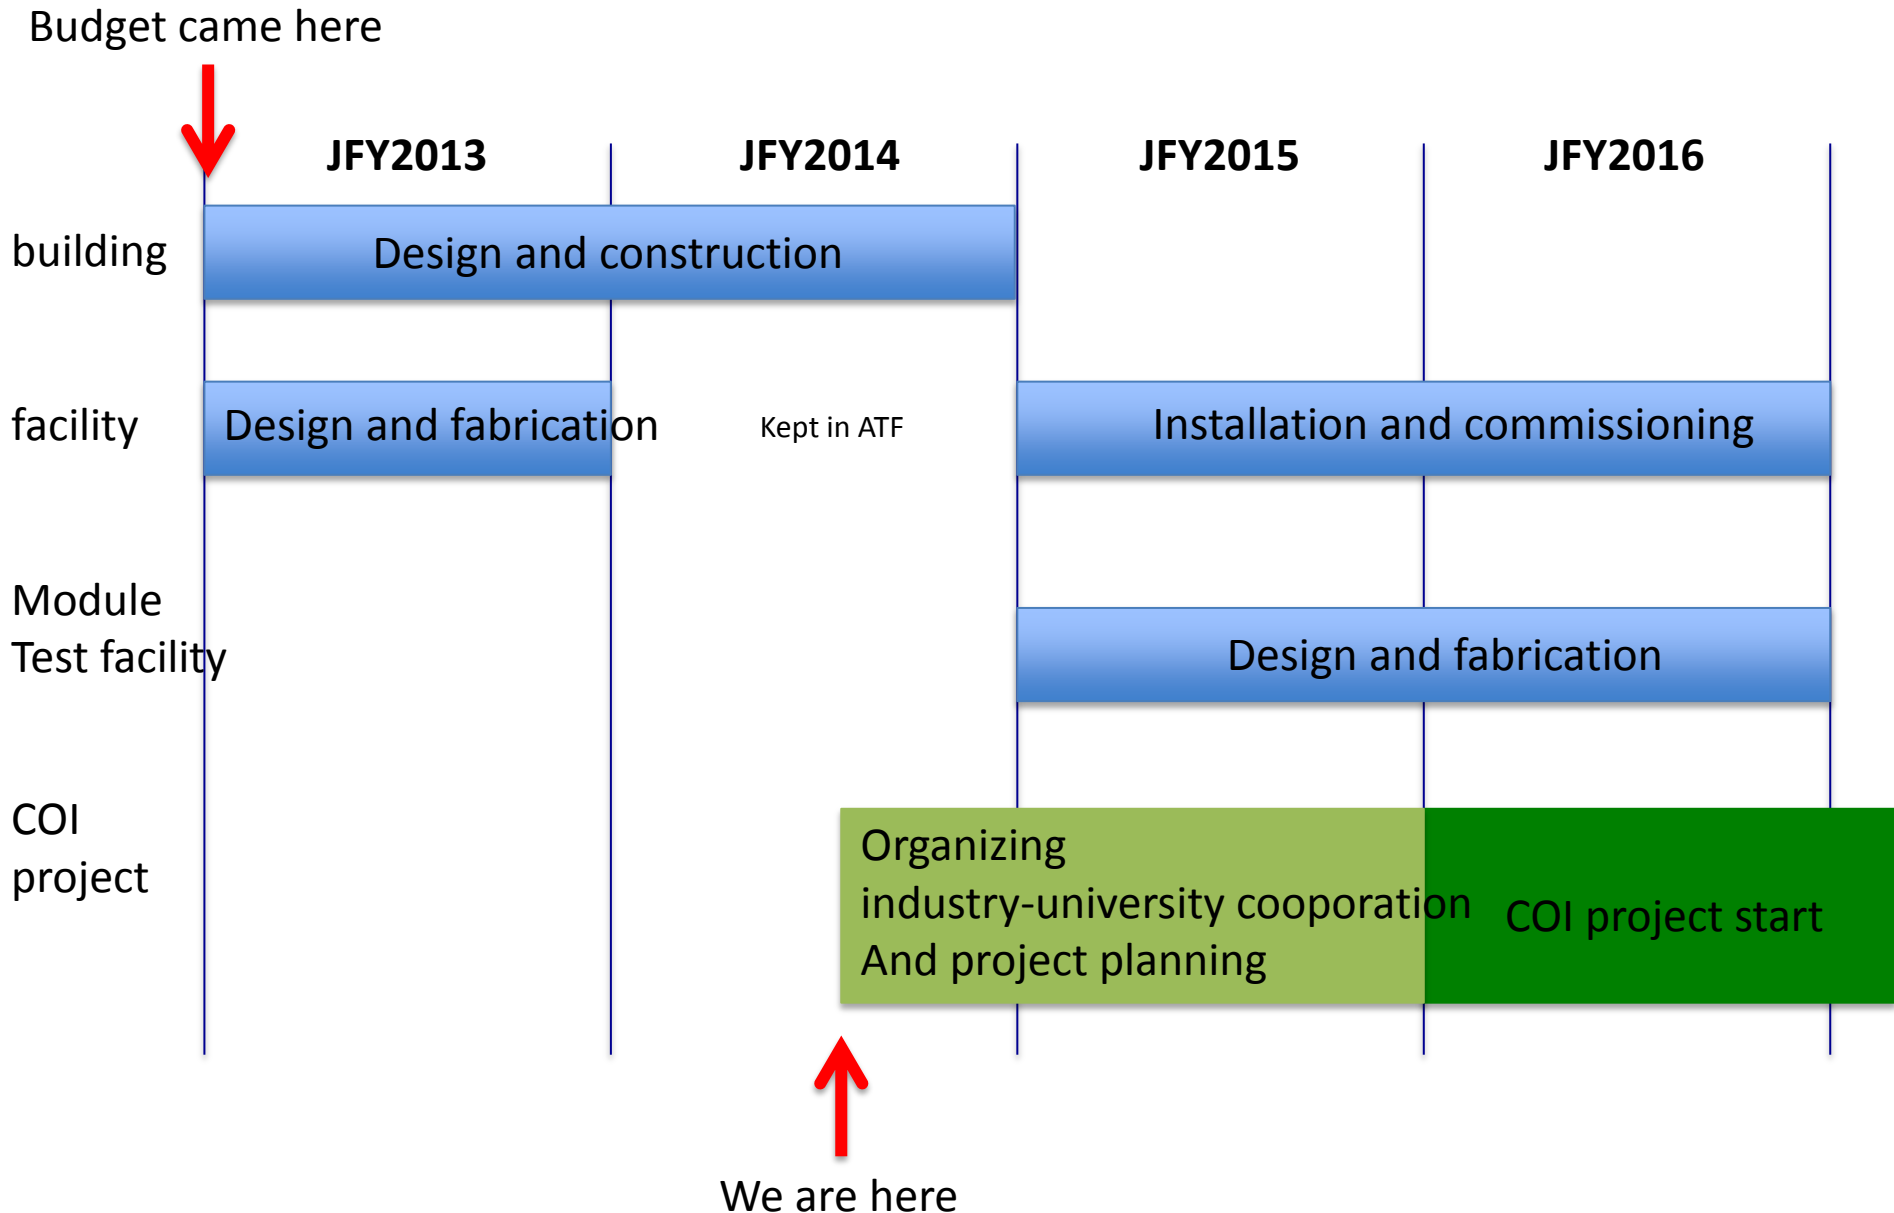 Budget came here
JFY2013 JFY2014 JFY2015 JFY2016
building
Design and construction
facility
Design and fabrication
Kept in ATF
Installation and commissioning
Module
Test facility
Design and fabrication
COI
project
Organizing
industry-university cooporation
And project planning
COI project start
We are here